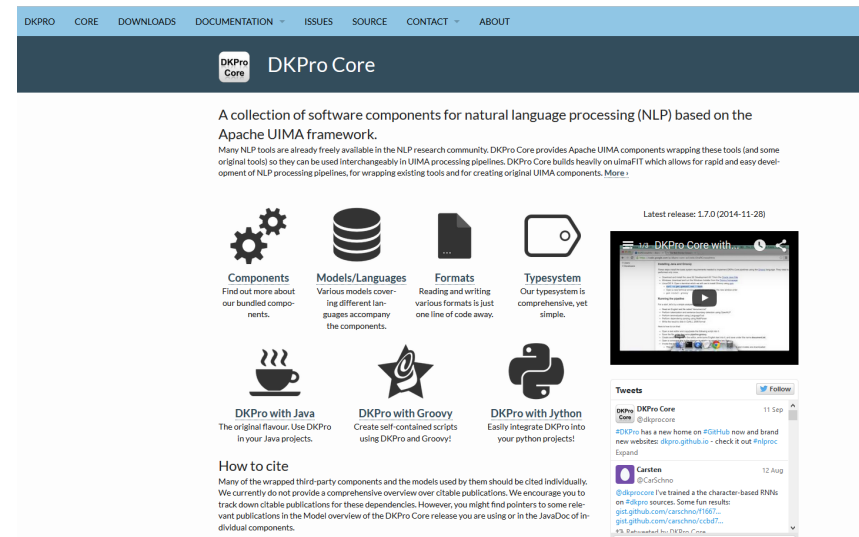 DKPRO CORE DOWNLOADS DOCUMENTATION ISSUES SOURCE CONTACT ABOUT
DKPro
Core
DKPro Core
A collection of software components for natural language processing (NLP) based on the
Apache UIMA framework.
Many NLP tools are already freely available in the NLP research community. DKPro Core provides Apache UIMA components wrapping these tools (and some
original tools) so they can be used interchangeably in UIMA processing pipelines. DKPro Core builds heavily on uimaFIT which allows for rapid and easy devel-
opment of NLP processing pipelines, for wrapping existing tools and for creating original UIMA components. More ›
Components
Find out more about
our bundled compo-
nents.
Models/Languages
Various models cover-
ing different lan-
guages accompany
the components.
Formats
Reading and writing
various formats is just
one line of code away.
Typesystem
Our typesystem is
comprehensive, yet
simple.
DKPro with Java
The original flavour. Use DKPro
in your Java projects.
DKPro with Groovy
Create self-contained scripts
using DKPro and Groovy!
DKPro with Jython
Easily integrate DKPro into
your python projects!
How to cite
Many of the wrapped third-party components and the models used by them should be cited individually.
We currently do not provide a comprehensive overview over citable publications. We encourage you to
track down citable publications for these dependencies. However, you might find pointers to some rele-
vant publications in the Model overview of the DKPro Core release you are using or in the JavaDoc of in-
dividual components.
Latest release: 1.7.0 (2014-11-28)
1/3 DKPro Core with...
Tweets
Follow
DKPro
Core
DKPro Core 11 Sep
@dkprocore
#DKPro has a new home on #GitHub now and brand
new websites: dkpro.github.io - check it out #nlproc
Expand
Carsten 12 Aug
@CarSchno
@dkprocore I've trained a character-based RNNs
on #dkpro sources. Some fun results:
gist.github.com/carschno/f1667...
gist.github.com/carschno/ccbd7...
Retweeted by DKPro Core